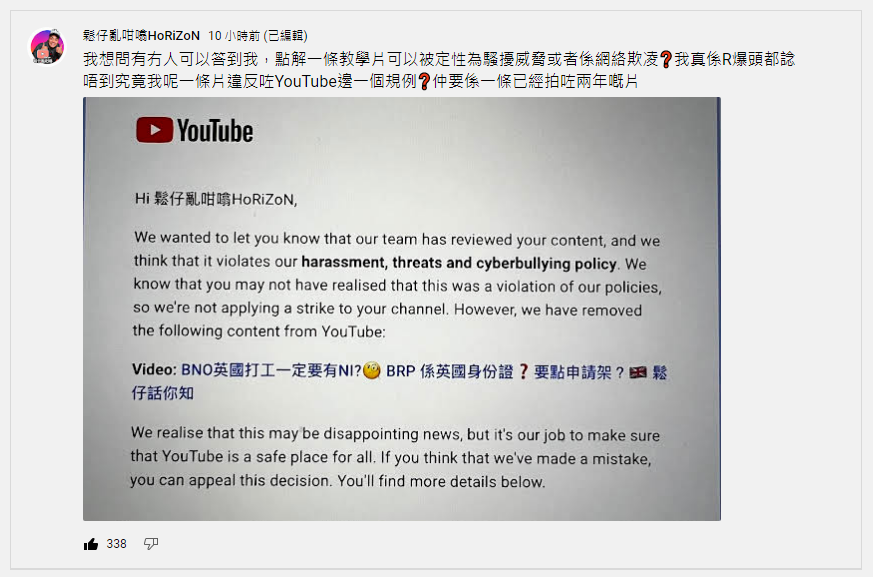 鬆仔亂咁噏HoRiZoN 10 小時前 (已編輯)
我想問有冇人可以答到我，點解一條教學片可以被定性為騷擾威脅或者係網絡欺凌❓我真係R爆頭都諗
唔到究竟我呢一條片違反咗YouTube邊一個規例❓仲要係一條已經拍咗兩年嘅片
YouTube
Hi 鬆仔亂咁噏HoRiZoN,
We wanted to let you know that our team has reviewed your content, and we
think that it violates our harassment, threats and cyberbullying policy. We
know that you may not have realised that this was a violation of our policies,
so we're not applying a strike to your channel. However, we have removed
the following content from YouTube:
Video: BNO英國打工一定要有NI?🤔 BRP 係英國身份證❓要點申請架？🇬🇧 鬆
仔話你知
We realise that this may be disappointing news, but it's our job to make sure
that YouTube is a safe place for all. If you think that we've made a mistake,
you can appeal this decision. You'll find more details below.
338